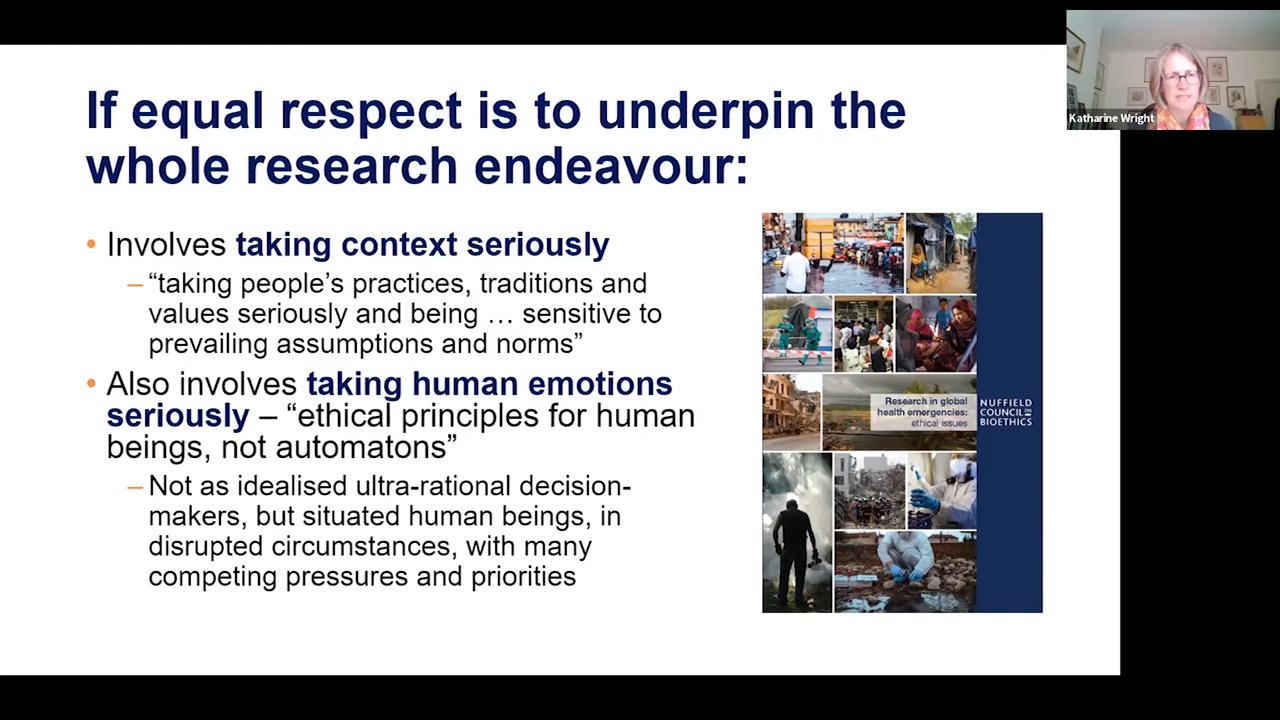 If equal respect is to underpin the
whole research endeavour:
• Involves taking context seriously
– “taking people’s practices, traditions and
values seriously and being … sensitive to
prevailing assumptions and norms”
• Also involves taking human emotions
seriously – “ethical principles for human
beings, not automatons”
– Not as idealised ultra-rational decision-
makers, but situated human beings, in
disrupted circumstances, with many
competing pressures and priorities
Research in global
health emergencies:
ethical issues
NUFFIELD
COUNCIL ON
BIOETHICS
Katharine Wright